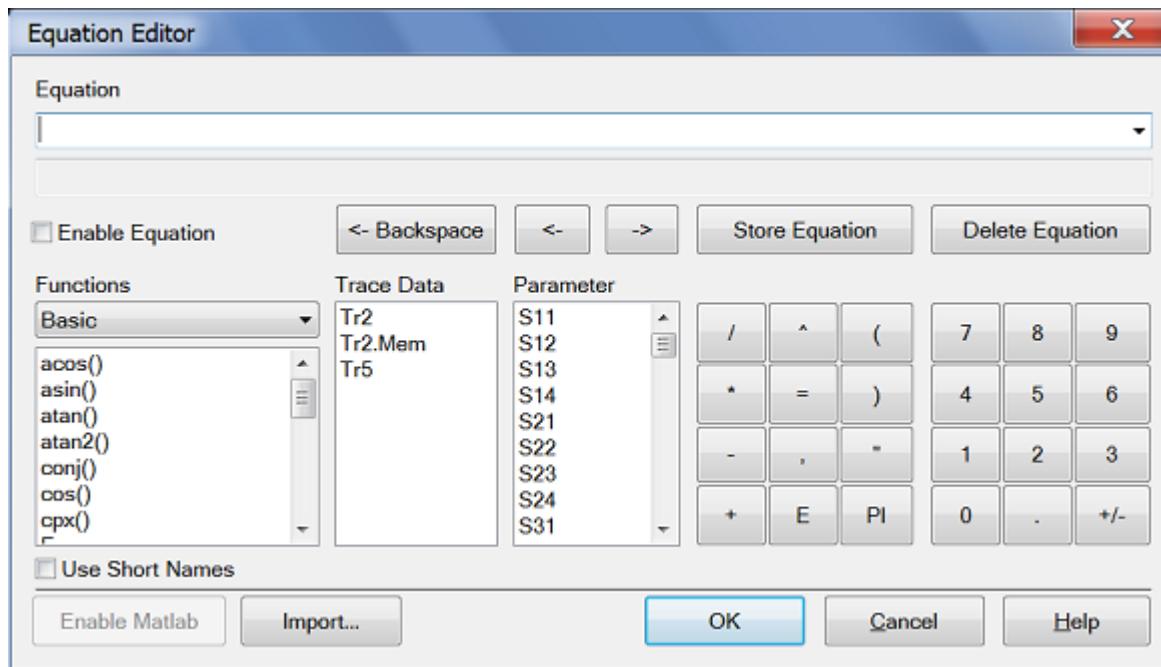 Equation Editor
X
Equation
Enable Equation
<- Backspace
<-
->
Store Equation
Delete Equation
Functions
Trace Data
Parameter
Basic
acos()
asin()
atan()
atan2()
conj()
cos()
cpx()
Tr2
Tr2.Mem
Tr5
S11
S12
S13
S14
S21
S22
S23
S24
S31
/ ^ ( 7 8 9
* = ) 4 5 6
- , " 1 2 3
+ E PI 0 . +/-
Use Short Names
Enable Matlab
Import...
OK
Cancel
Help